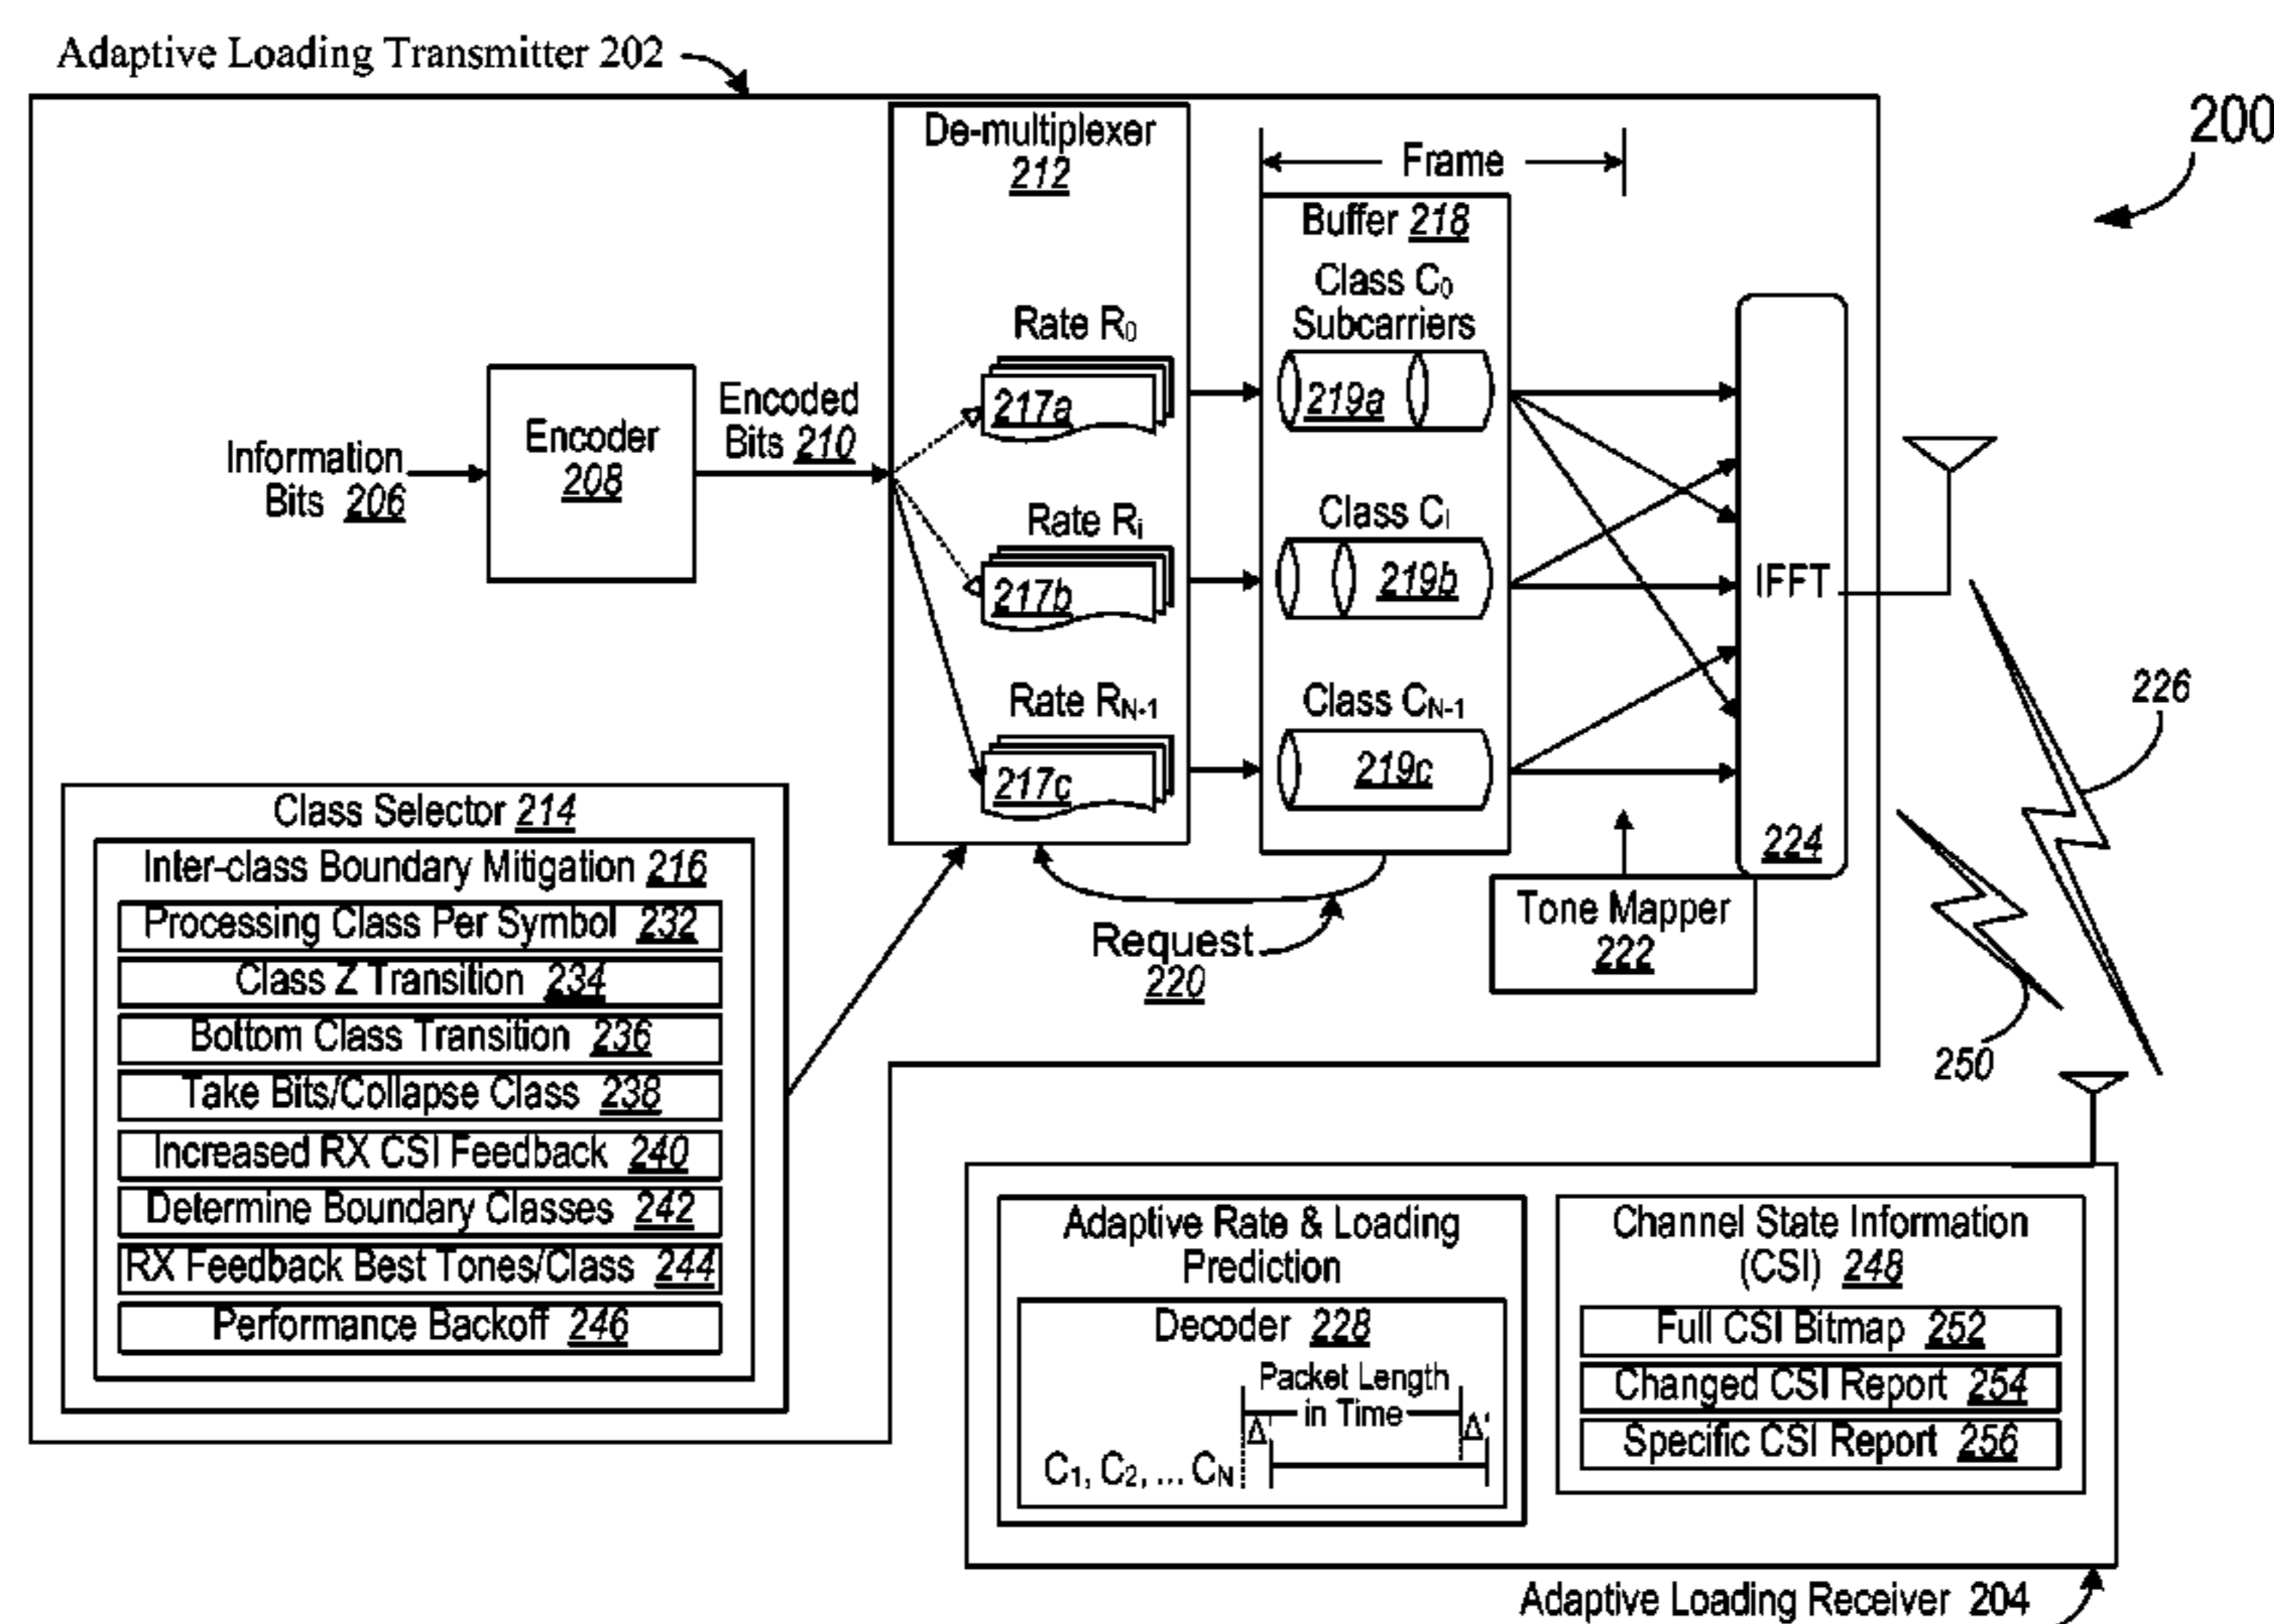 Adaptive Loading Transmitter 202
200
De-multiplexer
212
Frame
Buffer 218
Class C₀
Subcarriers
Rate R₀
217a
219a
Information
Bits 206
Encoder
208
Encoded
Bits 210
Rate Rᵢ
217b
Class Cᵢ
219b
IFFT
224
Rate R_N-1
217c
Class C_N-1
219c
226
250
Request
220
Tone Mapper
222
Class Selector 214
Inter-class Boundary Mitigation 216
Processing Class Per Symbol 232
Class Z Transition 234
Bottom Class Transition 236
Take Bits/Collapse Class 238
Increased RX CSI Feedback 240
Determine Boundary Classes 242
RX Feedback Best Tones/Class 244
Performance Backoff 246
Adaptive Rate & Loading
Prediction
Decoder 228
Packet Length
in Time
Δ
Δ'
C₁, C₂, ... C_N
Channel State Information
(CSI) 248
Full CSI Bitmap 252
Changed CSI Report 254
Specific CSI Report 256
Adaptive Loading Receiver 204